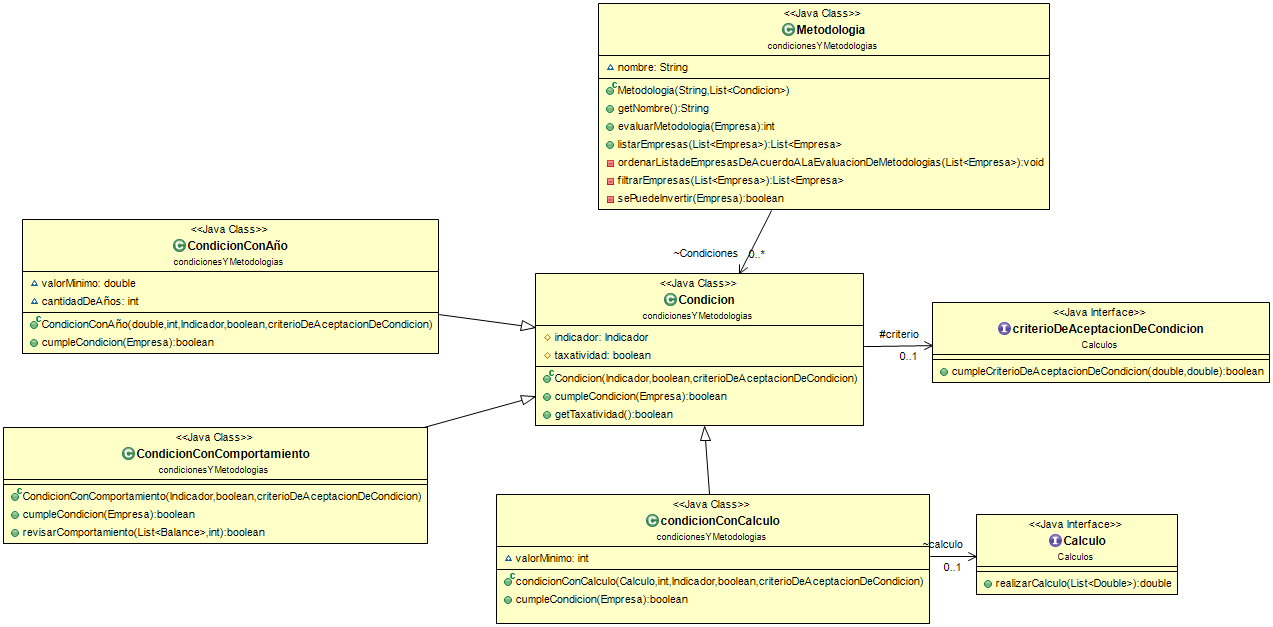 <<Java Class>>
Metodologia
condicionesYMetodologias
nombre: String
Metodologia(String,List<Condicion>)
getNombre():String
evaluarMetodologia(Empresa):int
listarEmpresas(List<Empresa>):List<Empresa>
ordenarListadeEmpresasDeAcuerdoALaEvaluacionDeMetodologias(List<Empresa>):void
filtrarEmpresas(List<Empresa>):List<Empresa>
sePuedeInvertir(Empresa):boolean
<<Java Class>>
CondicionConAño
condicionesYMetodologias
valorMinimo: double
cantidadDeAños: int
CondicionConAño(double,int,Indicador,boolean,criterioDeAceptacionDeCondicion)
cumpleCondicion(Empresa):boolean
~Condiciones 0..*
<<Java Class>>
Condicion
condicionesYMetodologias
indicador: Indicador
taxatividad: boolean
Condicion(Indicador,boolean,criterioDeAceptacionDeCondicion)
cumpleCondicion(Empresa):boolean
getTaxatividad():boolean
#criterio
0..1
<<Java Interface>>
criterioDeAceptacionDeCondicion
Calculos
cumpleCriterioDeAceptacionDeCondicion(double,double):boolean
<<Java Class>>
CondicionConComportamiento
condicionesYMetodologias
CondicionConComportamiento(Indicador,boolean,criterioDeAceptacionDeCondicion)
cumpleCondicion(Empresa):boolean
revisarComportamiento(List<Balance>,int):boolean
<<Java Class>>
condicionConCalculo
condicionesYMetodologias
valorMinimo: int
condicionConCalculo(Calculo,int,Indicador,boolean,criterioDeAceptacionDeCondicion)
cumpleCondicion(Empresa):boolean
~calculo
0..1
<<Java Interface>>
Calculo
Calculos
realizarCalculo(List<Double>):double